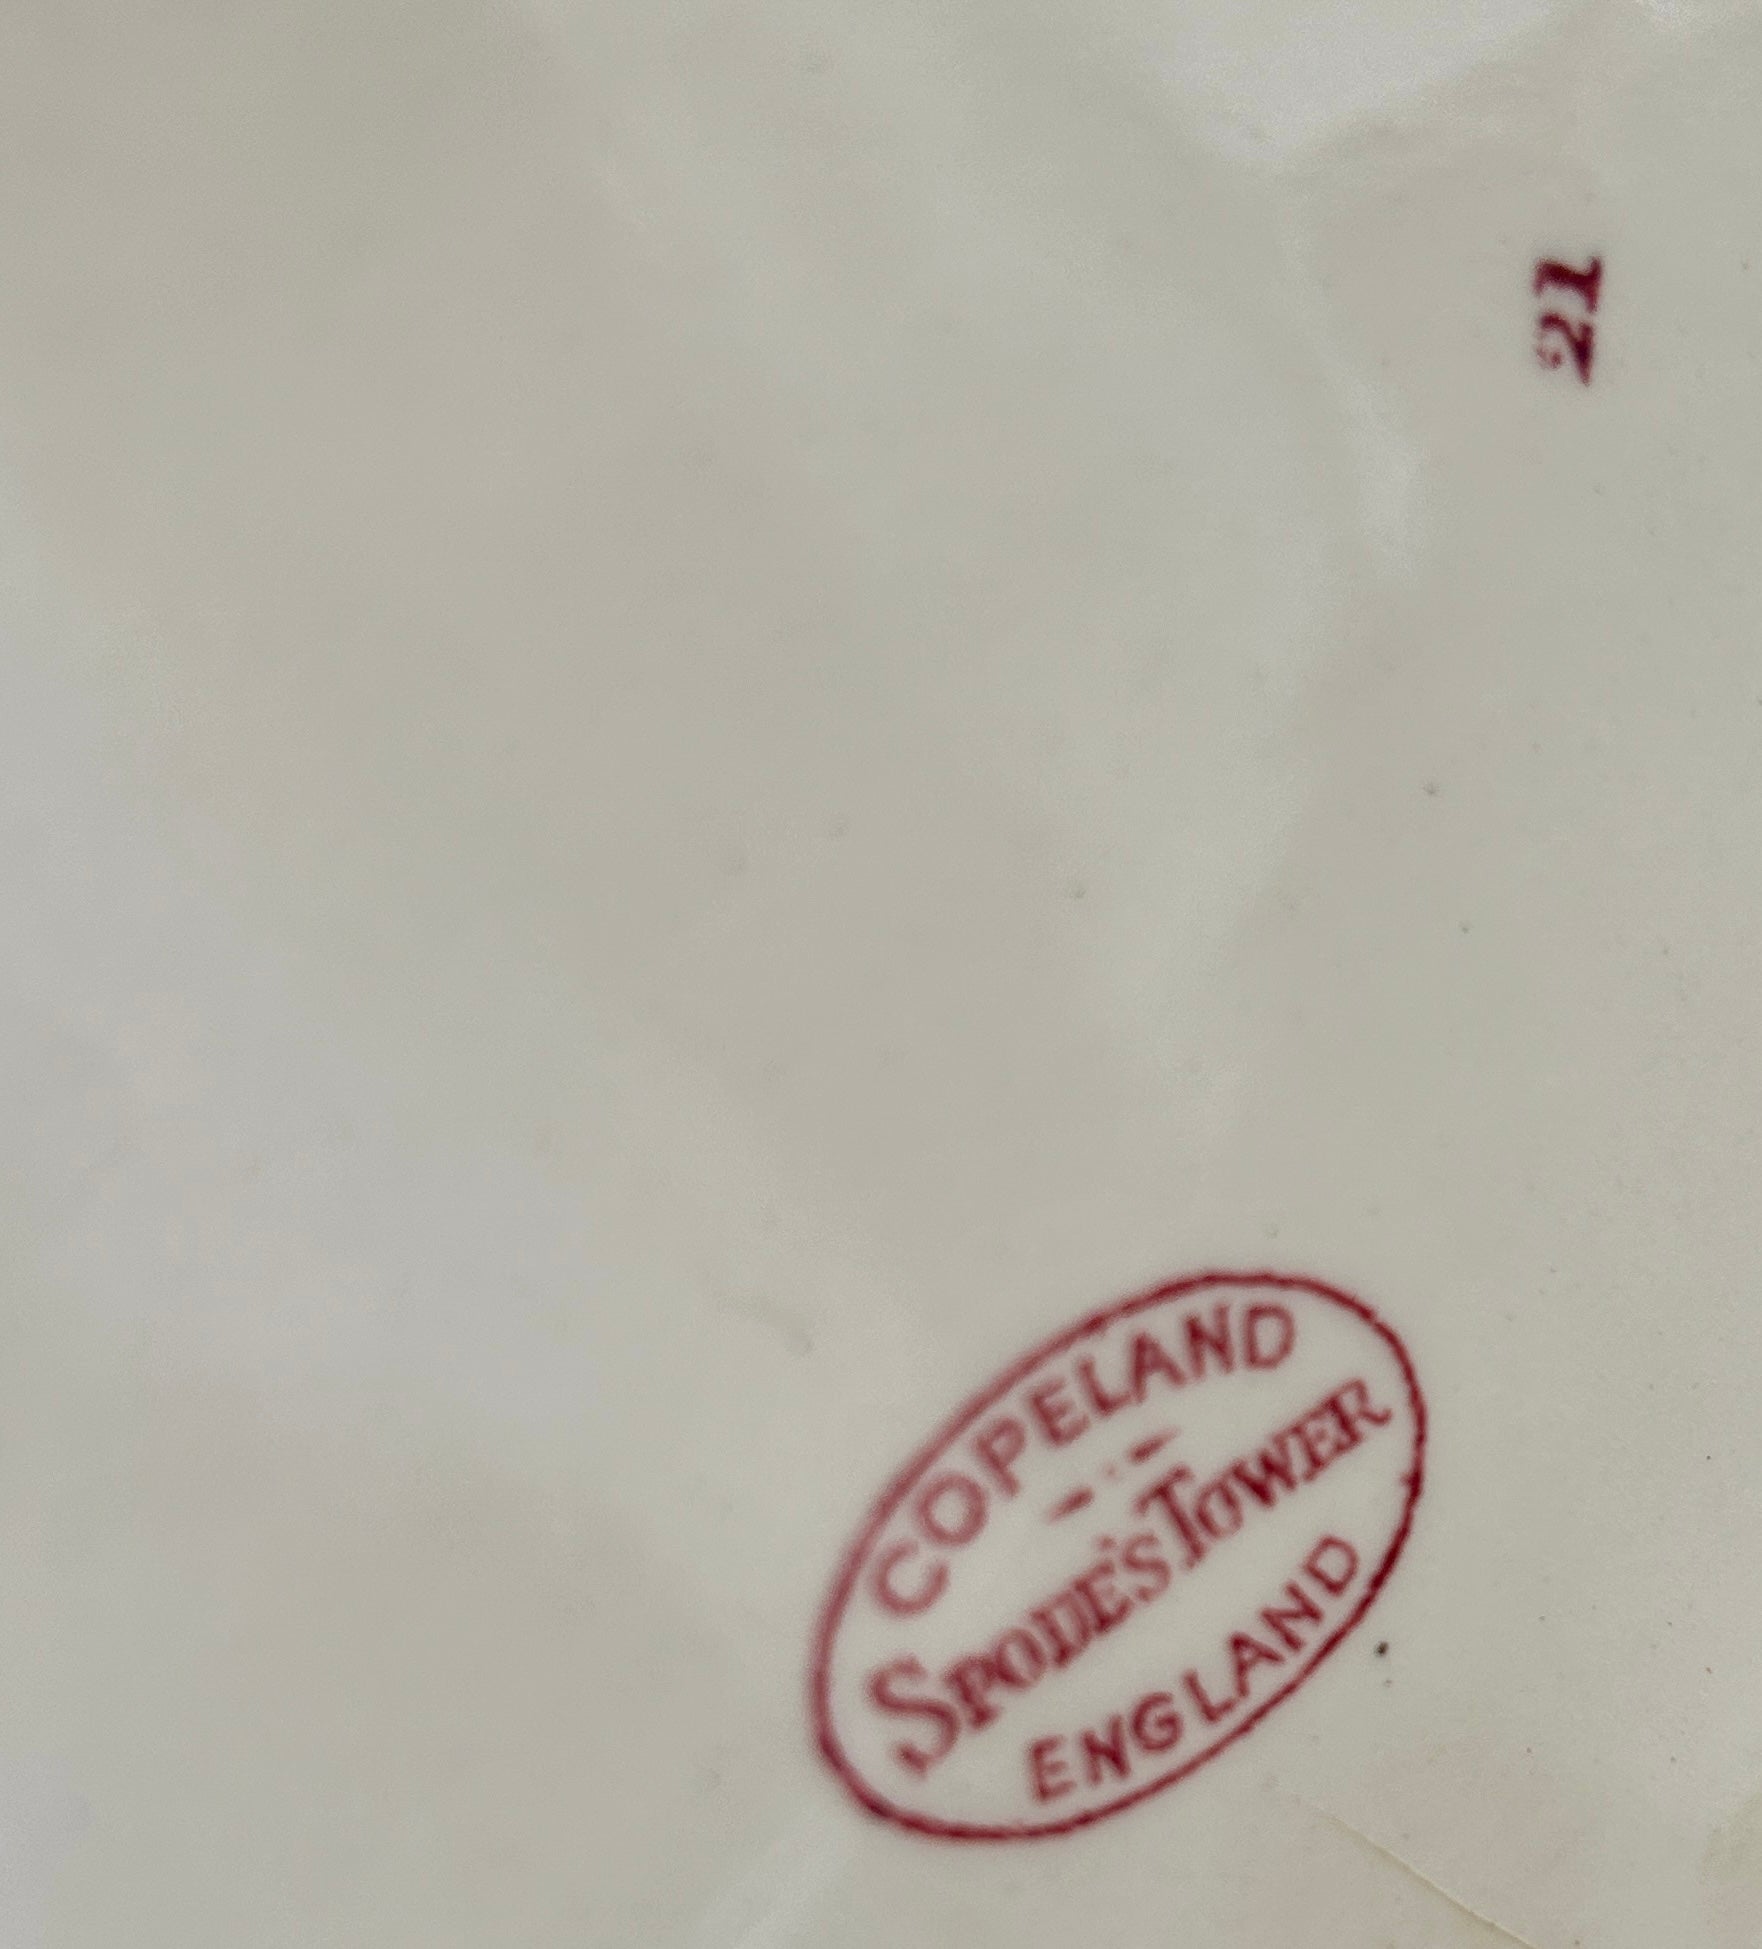 21
COPELAND
SPODE'S TOWER
ENGLAND